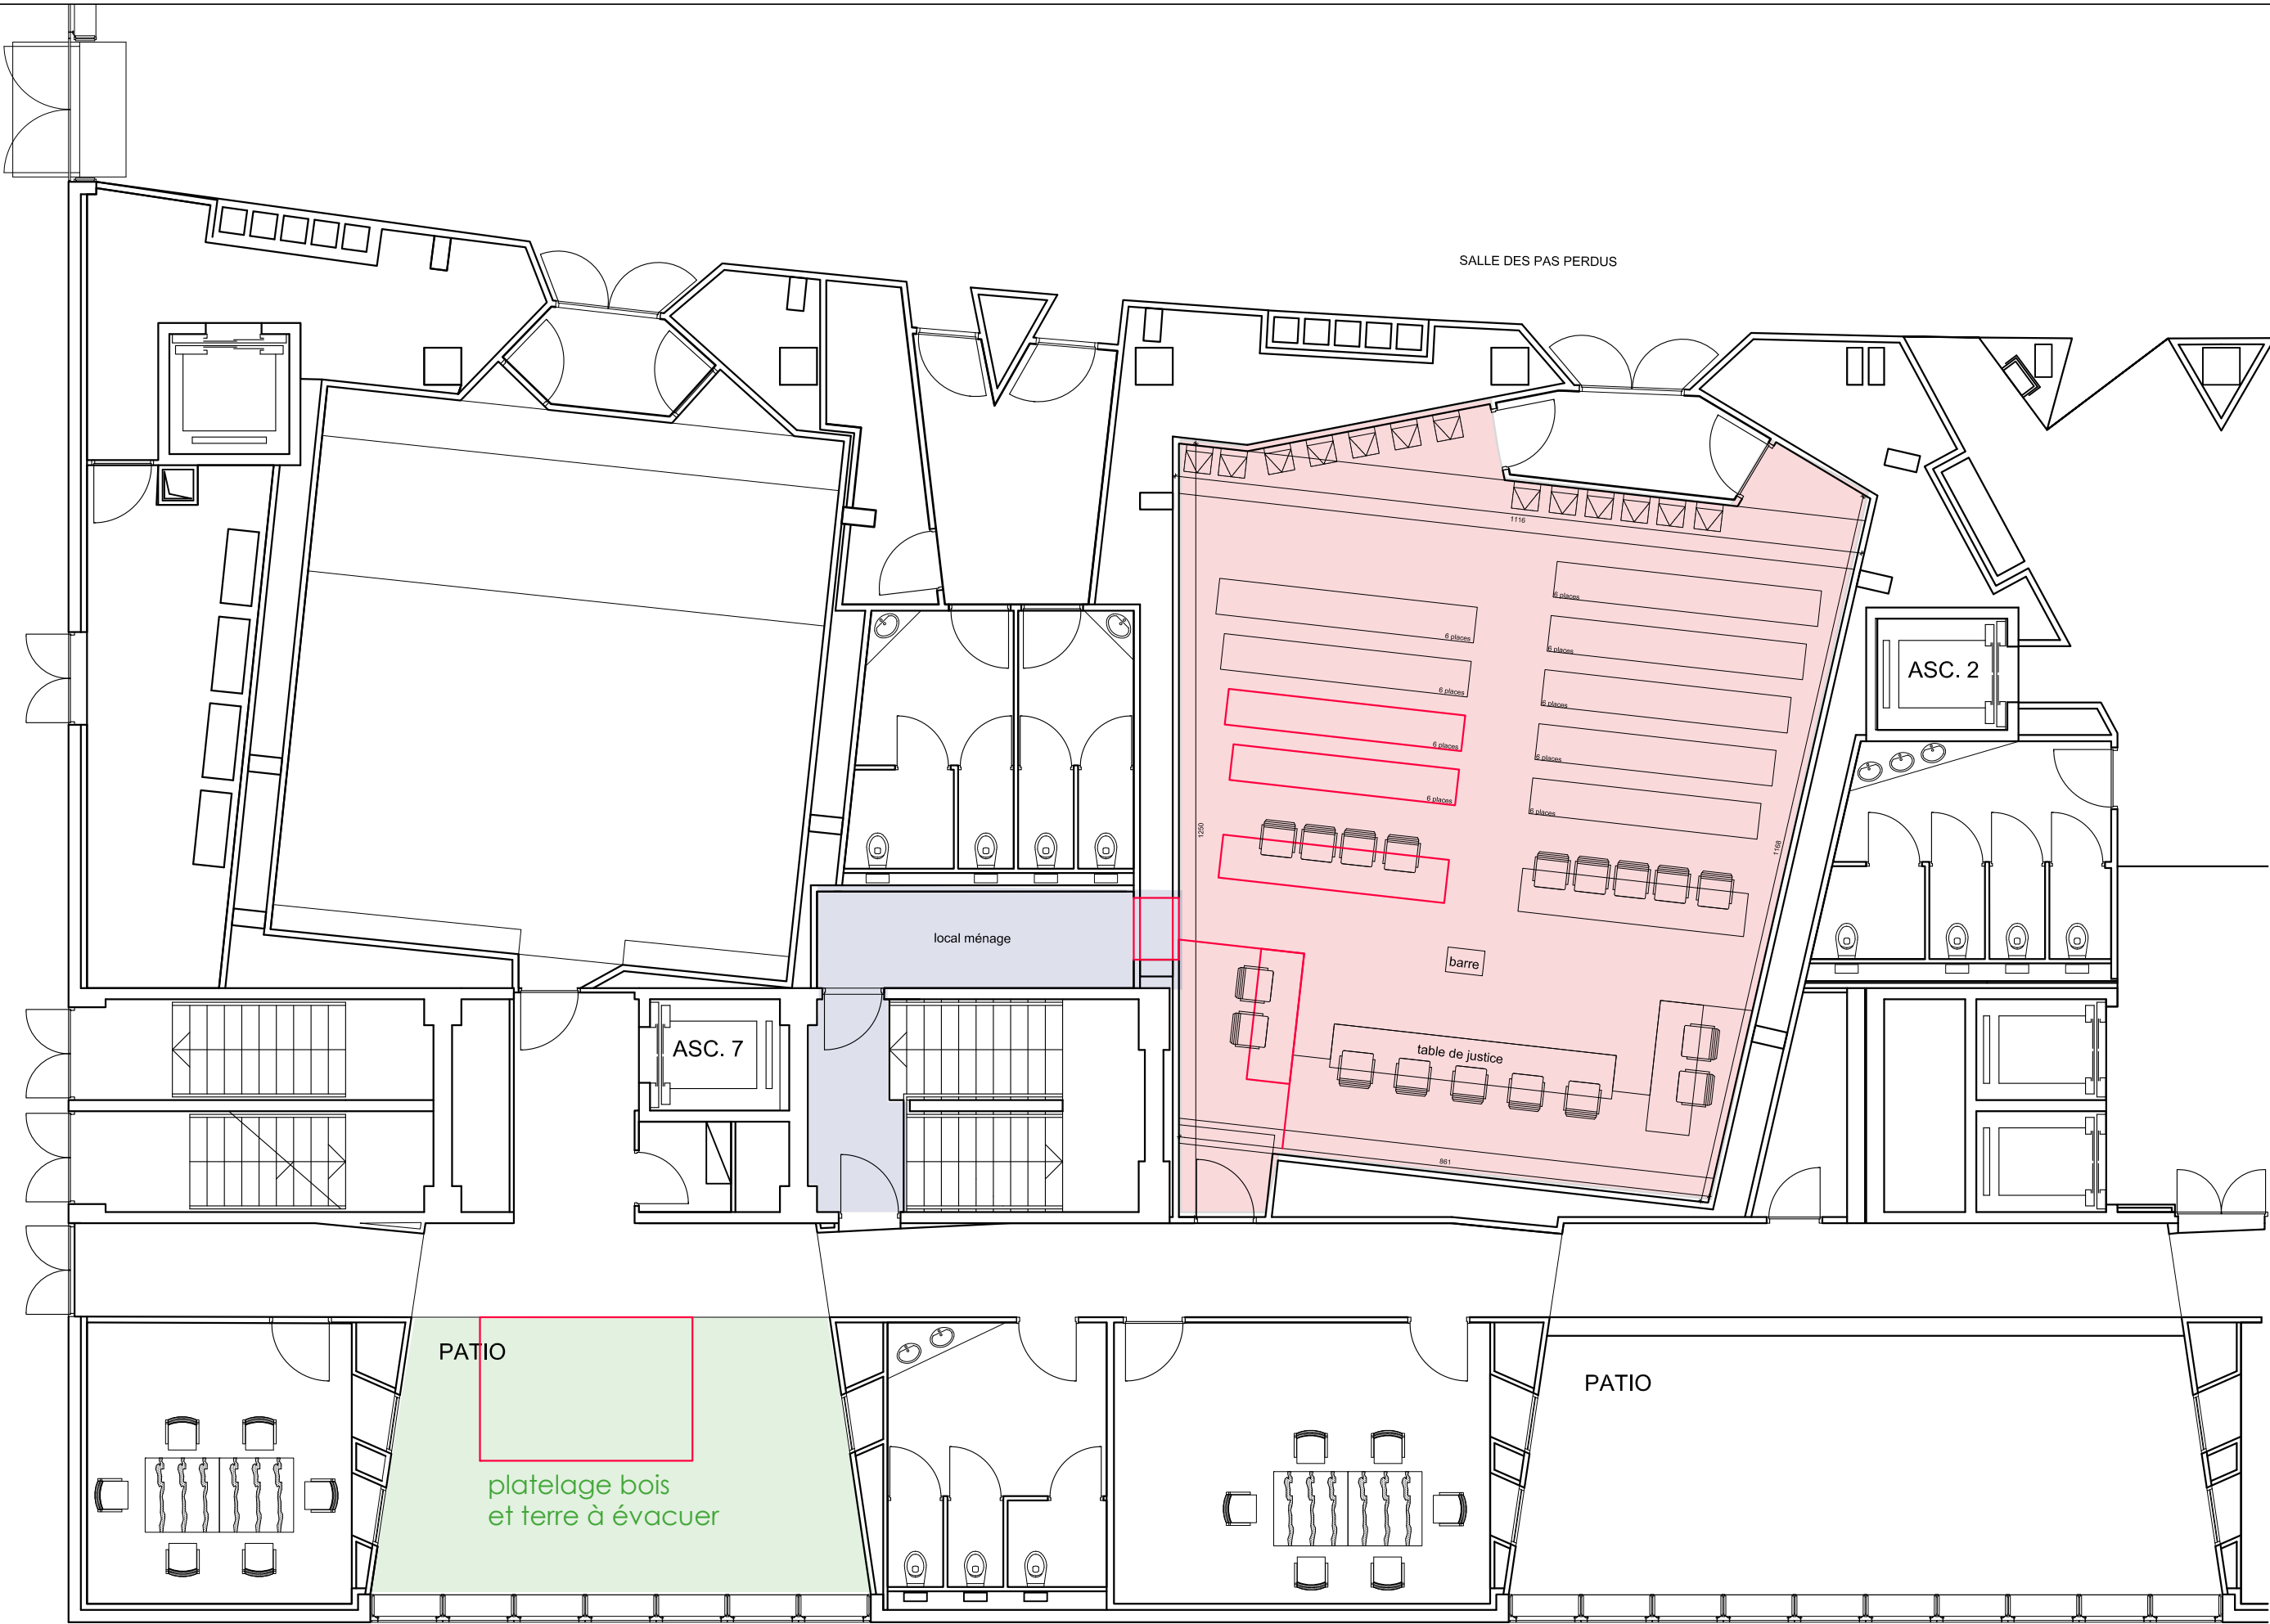 SALLE DES PAS PERDUS
1116
6 places
6 places
6 places
6 places
6 places
6 places
6 places
6 places
6 places
ASC. 2
1250
1168
local ménage
barre
ASC. 7
table de justice
861
PATIO
PATIO
platelage bois
et terre à évacuer